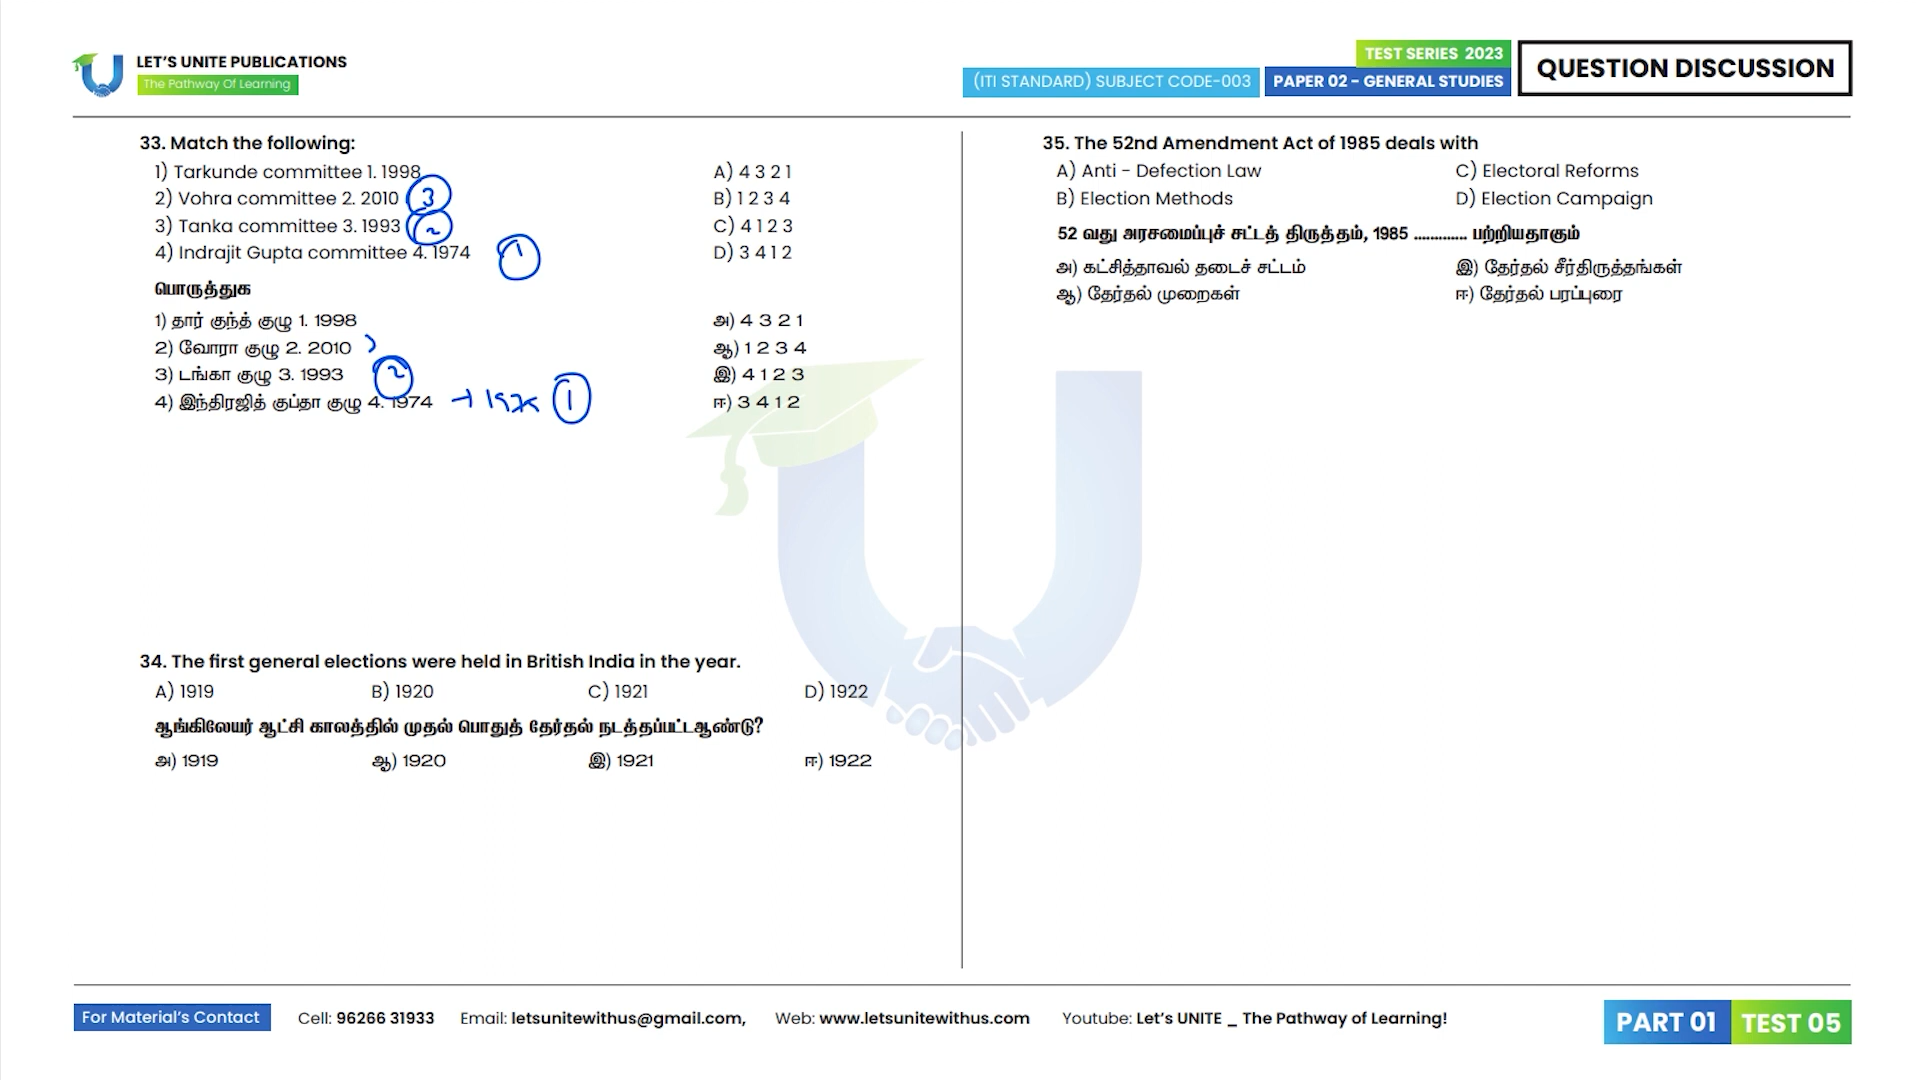 LET'S UNITE PUBLICATIONS
The Pathway Of Learning
TEST SERIES 2023
(ITI STANDARD) SUBJECT CODE-003
PAPER 02 - GENERAL STUDIES
QUESTION DISCUSSION
33. Match the following:
1) Tarkunde committee 1. 1998
A) 4 3 2 1
2) Vohra committee 2. 2010 3
B) 1 2 3 4
3) Tanka committee 3. 1993 2
C) 4 1 2 3
4) Indrajit Gupta committee 4. 1974 1
D) 3 4 1 2
பொருத்துக
1) தார் குந்த் குழு 1. 1998
அ) 4 3 2 1
2) வோரா குழு 2. 2010
ஆ) 1 2 3 4
3) டங்கா குழு 3. 1993 2
இ) 4 1 2 3
4) இந்திரஜித் குப்தா குழு 4. 1974 → 1
ஈ) 3 4 1 2
34. The first general elections were held in British India in the year.
A) 1919 B) 1920 C) 1921 D) 1922
ஆங்கிலேயர் ஆட்சி காலத்தில் முதல் பொதுத் தேர்தல் நடத்தப்பட்டஆண்டு?
அ) 1919 ஆ) 1920 இ) 1921 ஈ) 1922
35. The 52nd Amendment Act of 1985 deals with
A) Anti - Defection Law C) Electoral Reforms
B) Election Methods D) Election Campaign
52 வது அரசமைப்புச் சட்டத் திருத்தம், 1985 ............. பற்றியதாகும்
அ) கட்சித்தாவல் தடைச் சட்டம் இ) தேர்தல் சீர்திருத்தங்கள்
ஆ) தேர்தல் முறைகள் ஈ) தேர்தல் பரப்புரை
For Material's Contact Cell: 96266 31933 Email: letsunitewithus@gmail.com, Web: www.letsunitewithus.com Youtube: Let's UNITE _ The Pathway of Learning!
PART 01 TEST 05